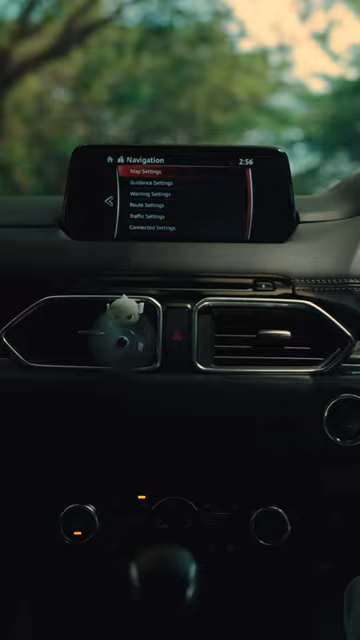 Navigation 2:56
Map Settings
Guidance Settings
Warning Settings
Route Settings
Traffic Settings
Connected Settings